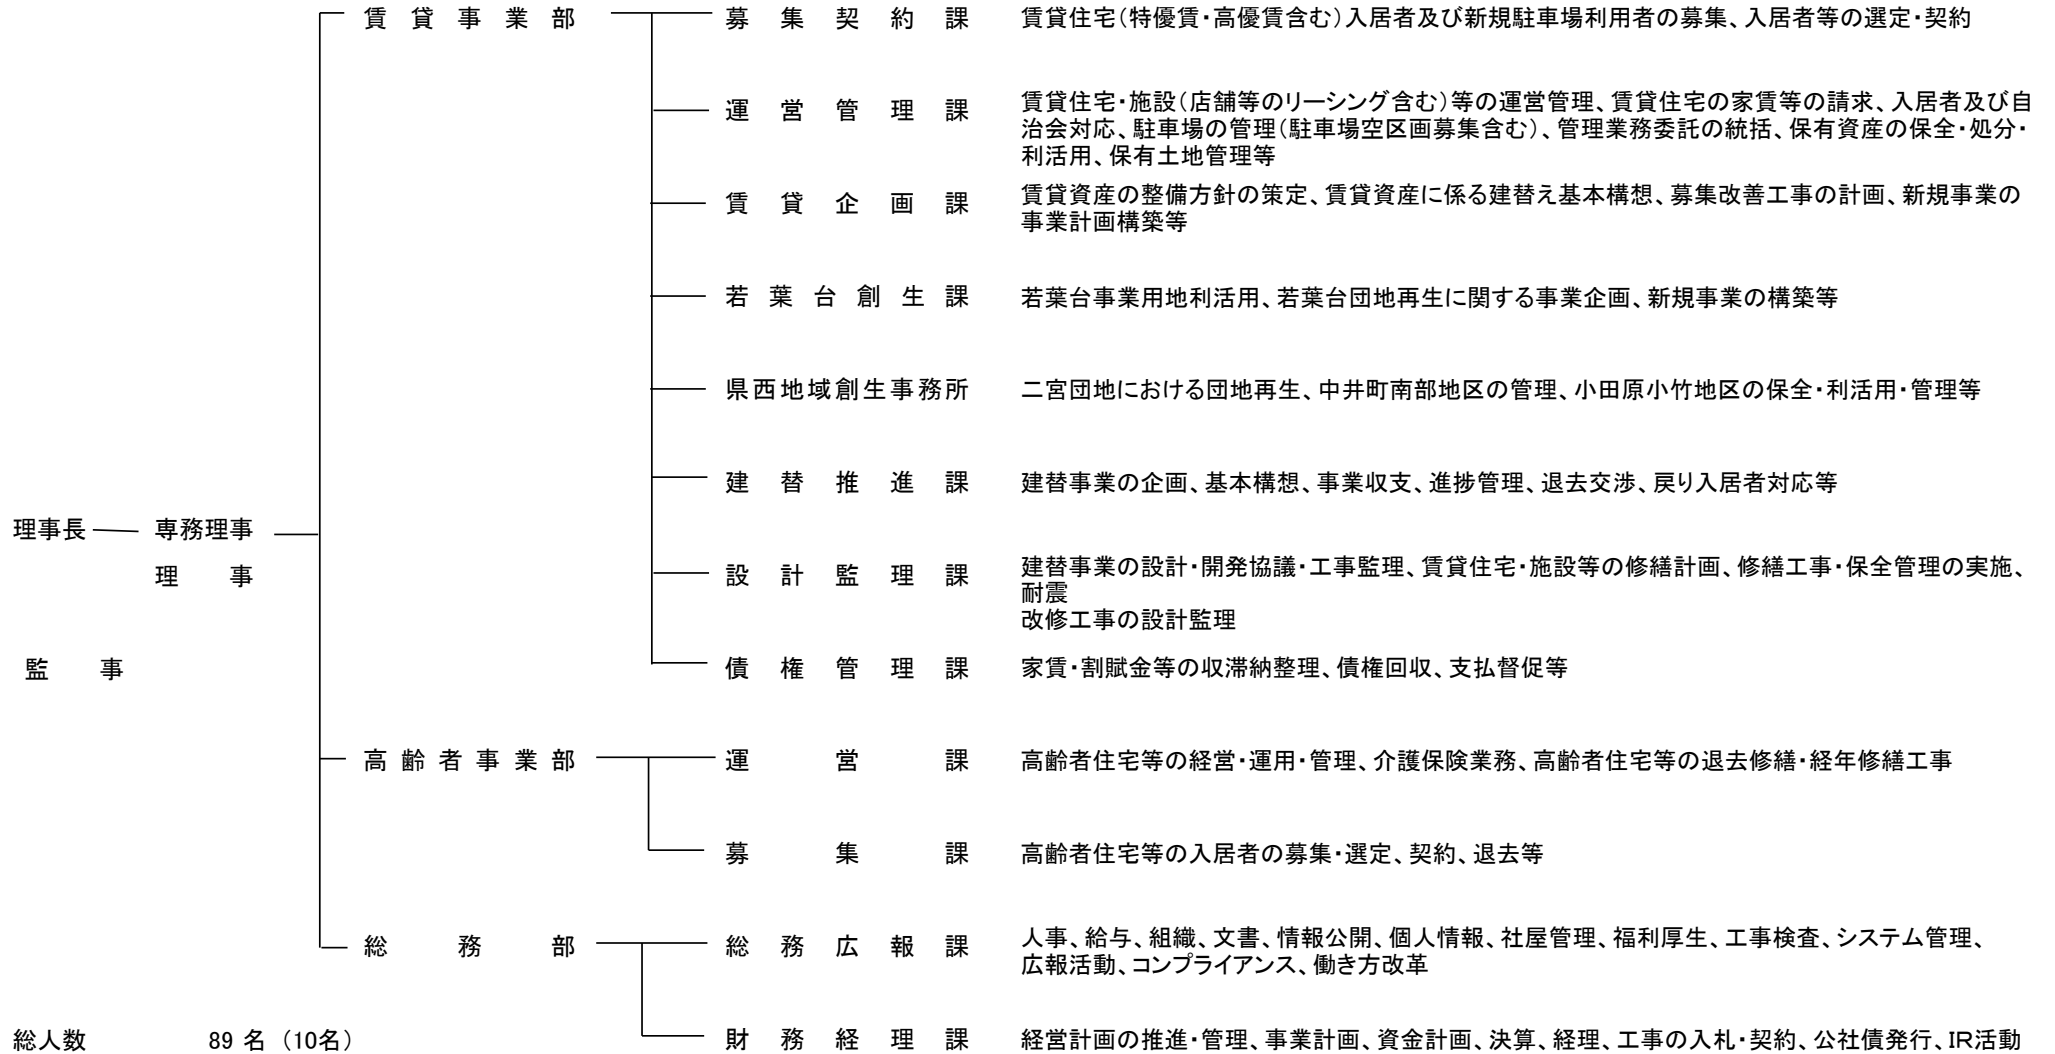 賃貸事業部 募集契約課 賃貸住宅(特優賃・高優賃含む)入居者及び新規駐車場利用者の募集、入居者等の選定・契約
運営管理課 賃貸住宅・施設(店舗等のリーシング含む)等の運営管理、賃貸住宅の家賃等の請求、入居者及び自
治会対応、駐車場の管理(駐車場空区画募集含む)、管理業務委託の統括、保有資産の保全・処分・
利活用、保有土地管理等
賃貸企画課 賃貸資産の整備方針の策定、賃貸資産に係る建替え基本構想、募集改善工事の計画、新規事業の
事業計画構築等
若葉台創生課 若葉台事業用地利活用、若葉台団地再生に関する事業企画、新規事業の構築等
県西地域創生事務所 二宮団地における団地再生、中井町南部地区の管理、小田原小竹地区の保全・利活用・管理等
建替推進課 建替事業の企画、基本構想、事業収支、進捗管理、退去交渉、戻り入居者対応等
理事長 専務理事
理事 設計監理課 建替事業の設計・開発協議・工事監理、賃貸住宅・施設等の修繕計画、修繕工事・保全管理の実施、
耐震
改修工事の設計監理
監事 債権管理課 家賃・割賦金等の収滞納整理、債権回収、支払督促等
高齢者事業部 運営課 高齢者住宅等の経営・運用・管理、介護保険業務、高齢者住宅等の退去修繕・経年修繕工事
募集課 高齢者住宅等の入居者の募集・選定、契約、退去等
総務部 総務広報課 人事、給与、組織、文書、情報公開、個人情報、社屋管理、福利厚生、工事検査、システム管理、
広報活動、コンプライアンス、働き方改革
総人数 89 名 (10名) 財務経理課 経営計画の推進・管理、事業計画、資金計画、決算、経理、工事の入札・契約、公社債発行、IR活動